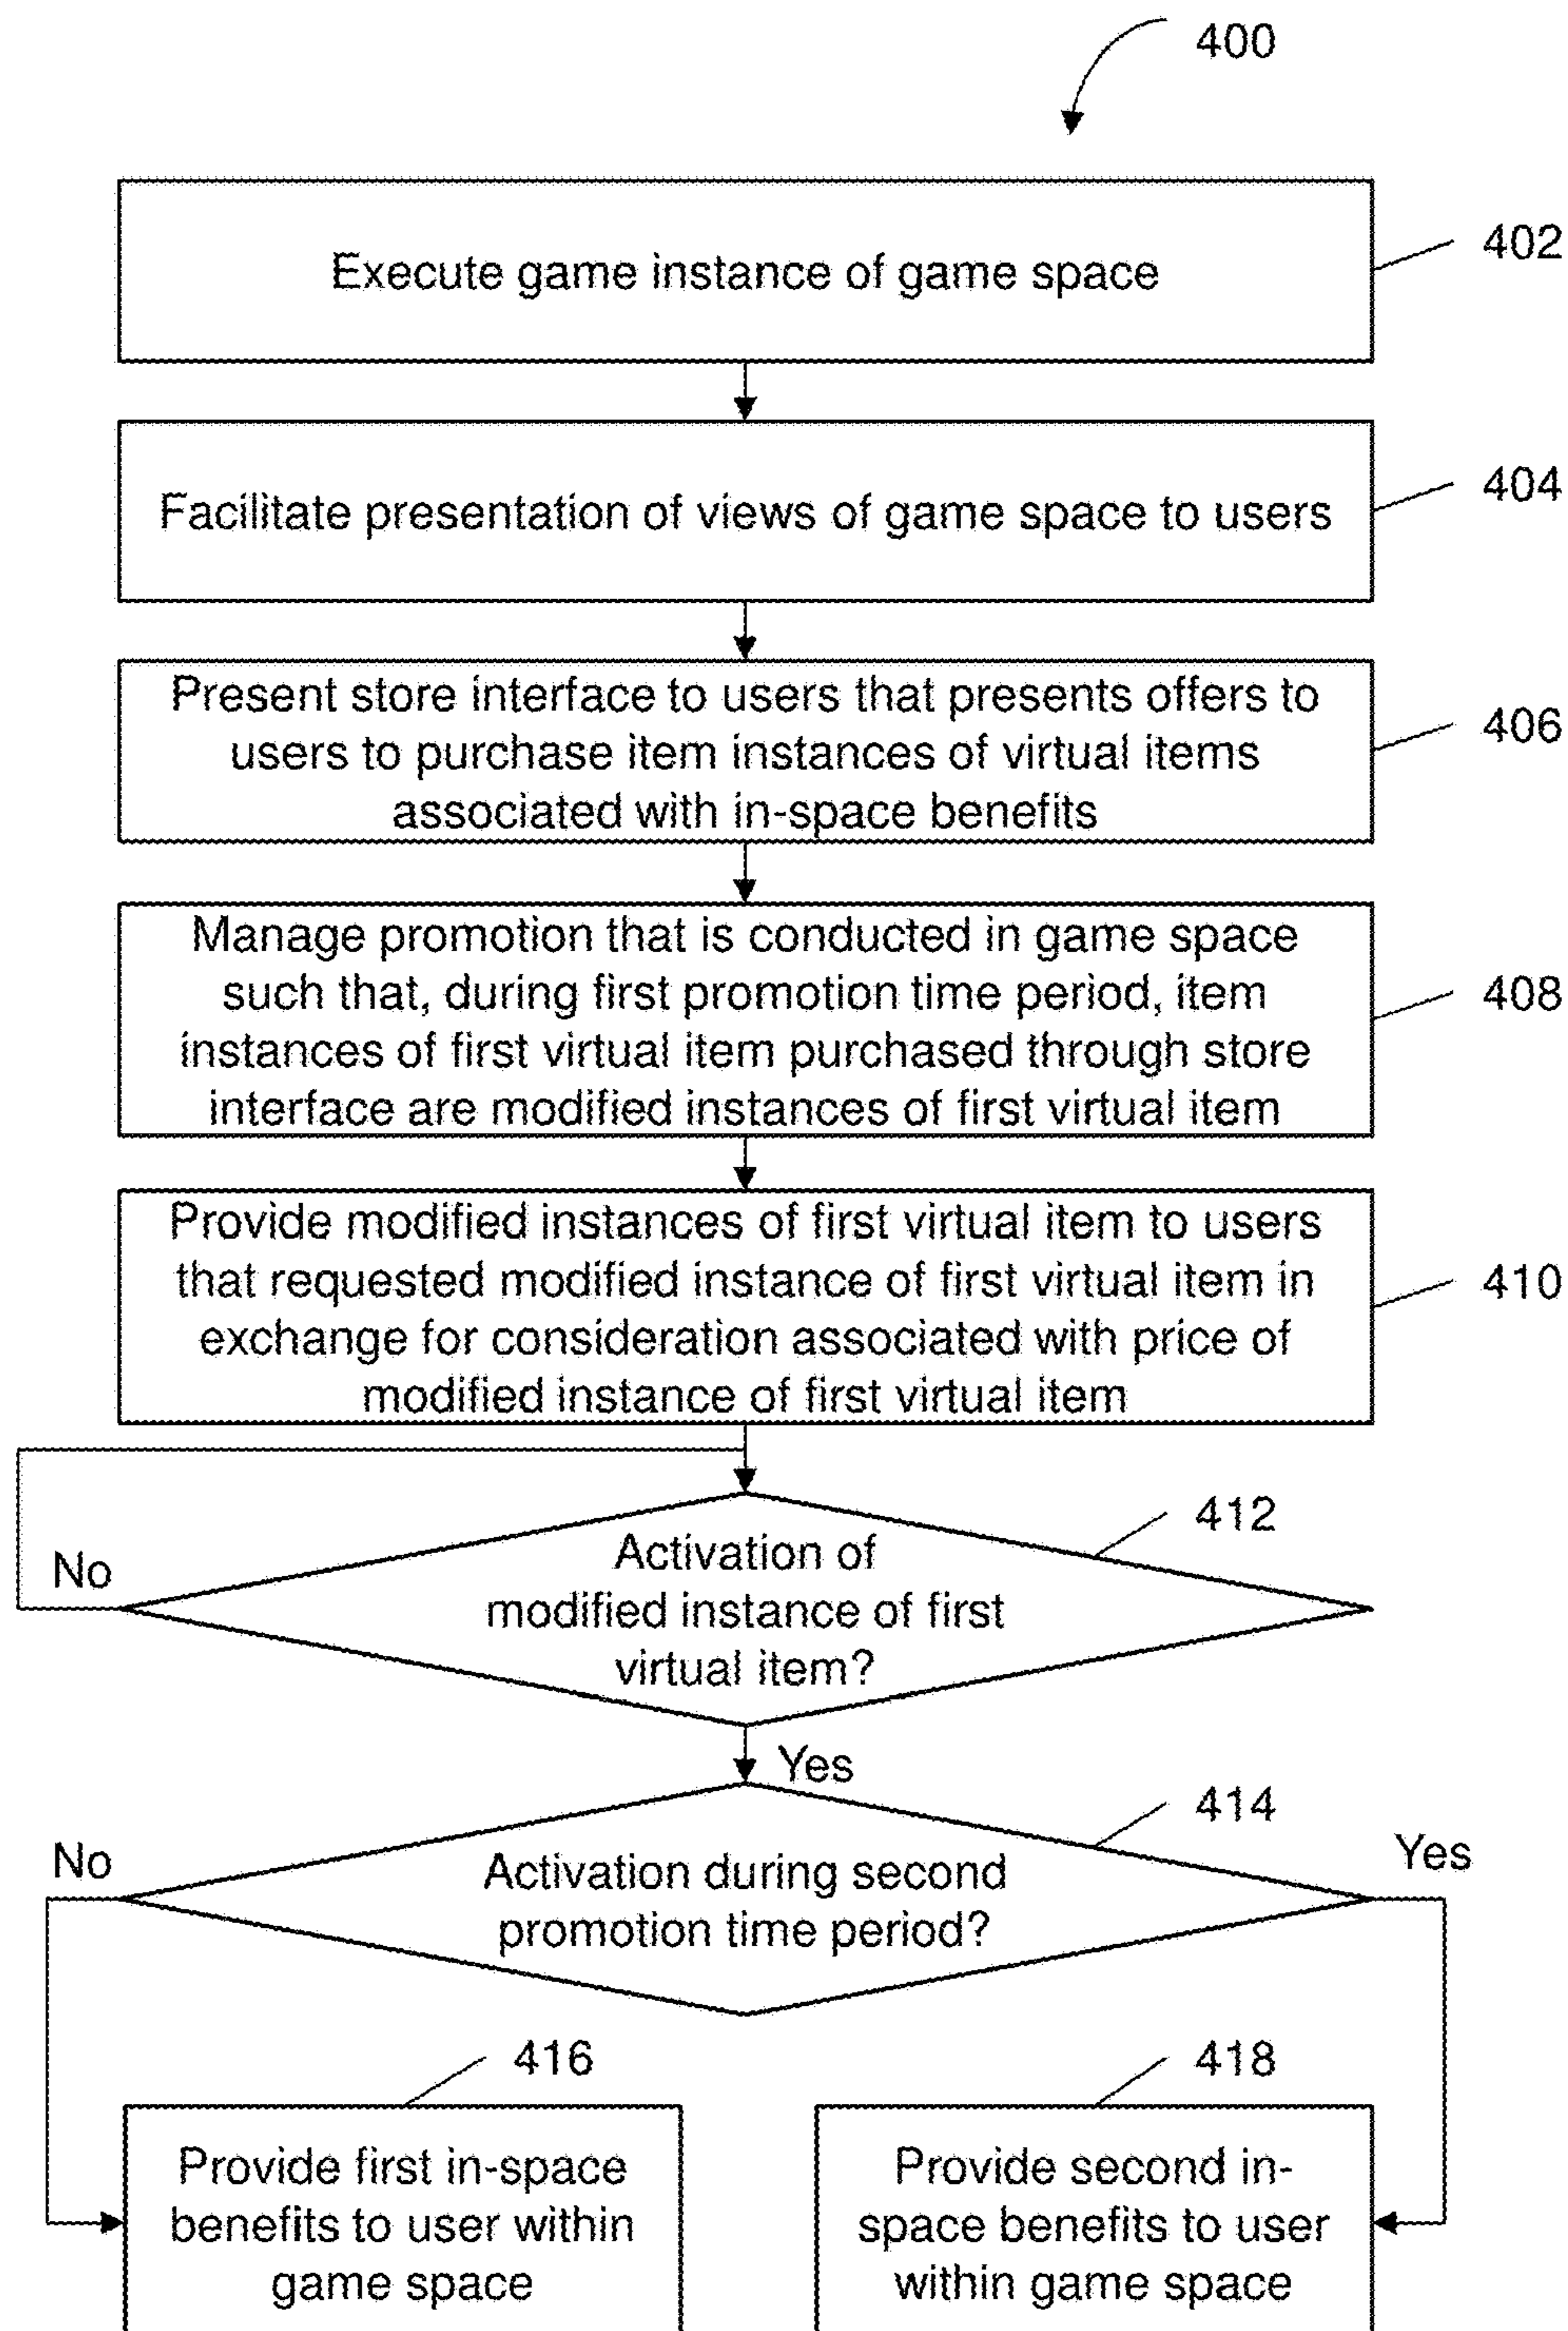 400
Execute game instance of game space
402
Facilitate presentation of views of game space to users
404
Present store interface to users that presents offers to
users to purchase item instances of virtual items
associated with in-space benefits
406
Manage promotion that is conducted in game space
such that, during first promotion time period, item
instances of first virtual item purchased through store
interface are modified instances of first virtual item
408
Provide modified instances of first virtual item to users
that requested modified instance of first virtual item in
exchange for consideration associated with price of
modified instance of first virtual item
410
412
Activation of
modified instance of first
virtual item?
No
Yes
414
Activation during second
promotion time period?
No
Yes
416
Provide first in-space
benefits to user within
game space
418
Provide second in-
space benefits to user
within game space